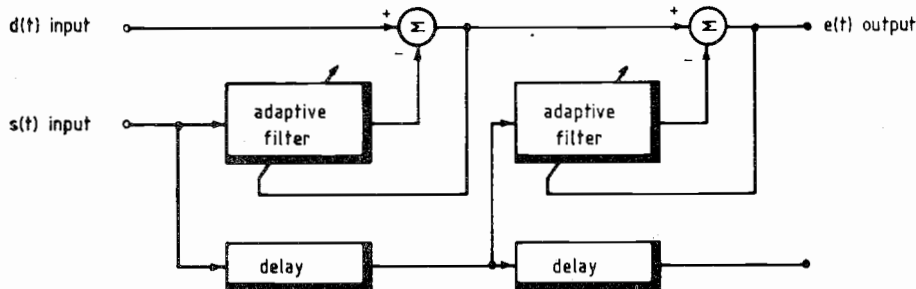 d(t) input
+
Σ
+
Σ
e(t) output
-
-
s(t) input
adaptive
filter
adaptive
filter
delay
delay